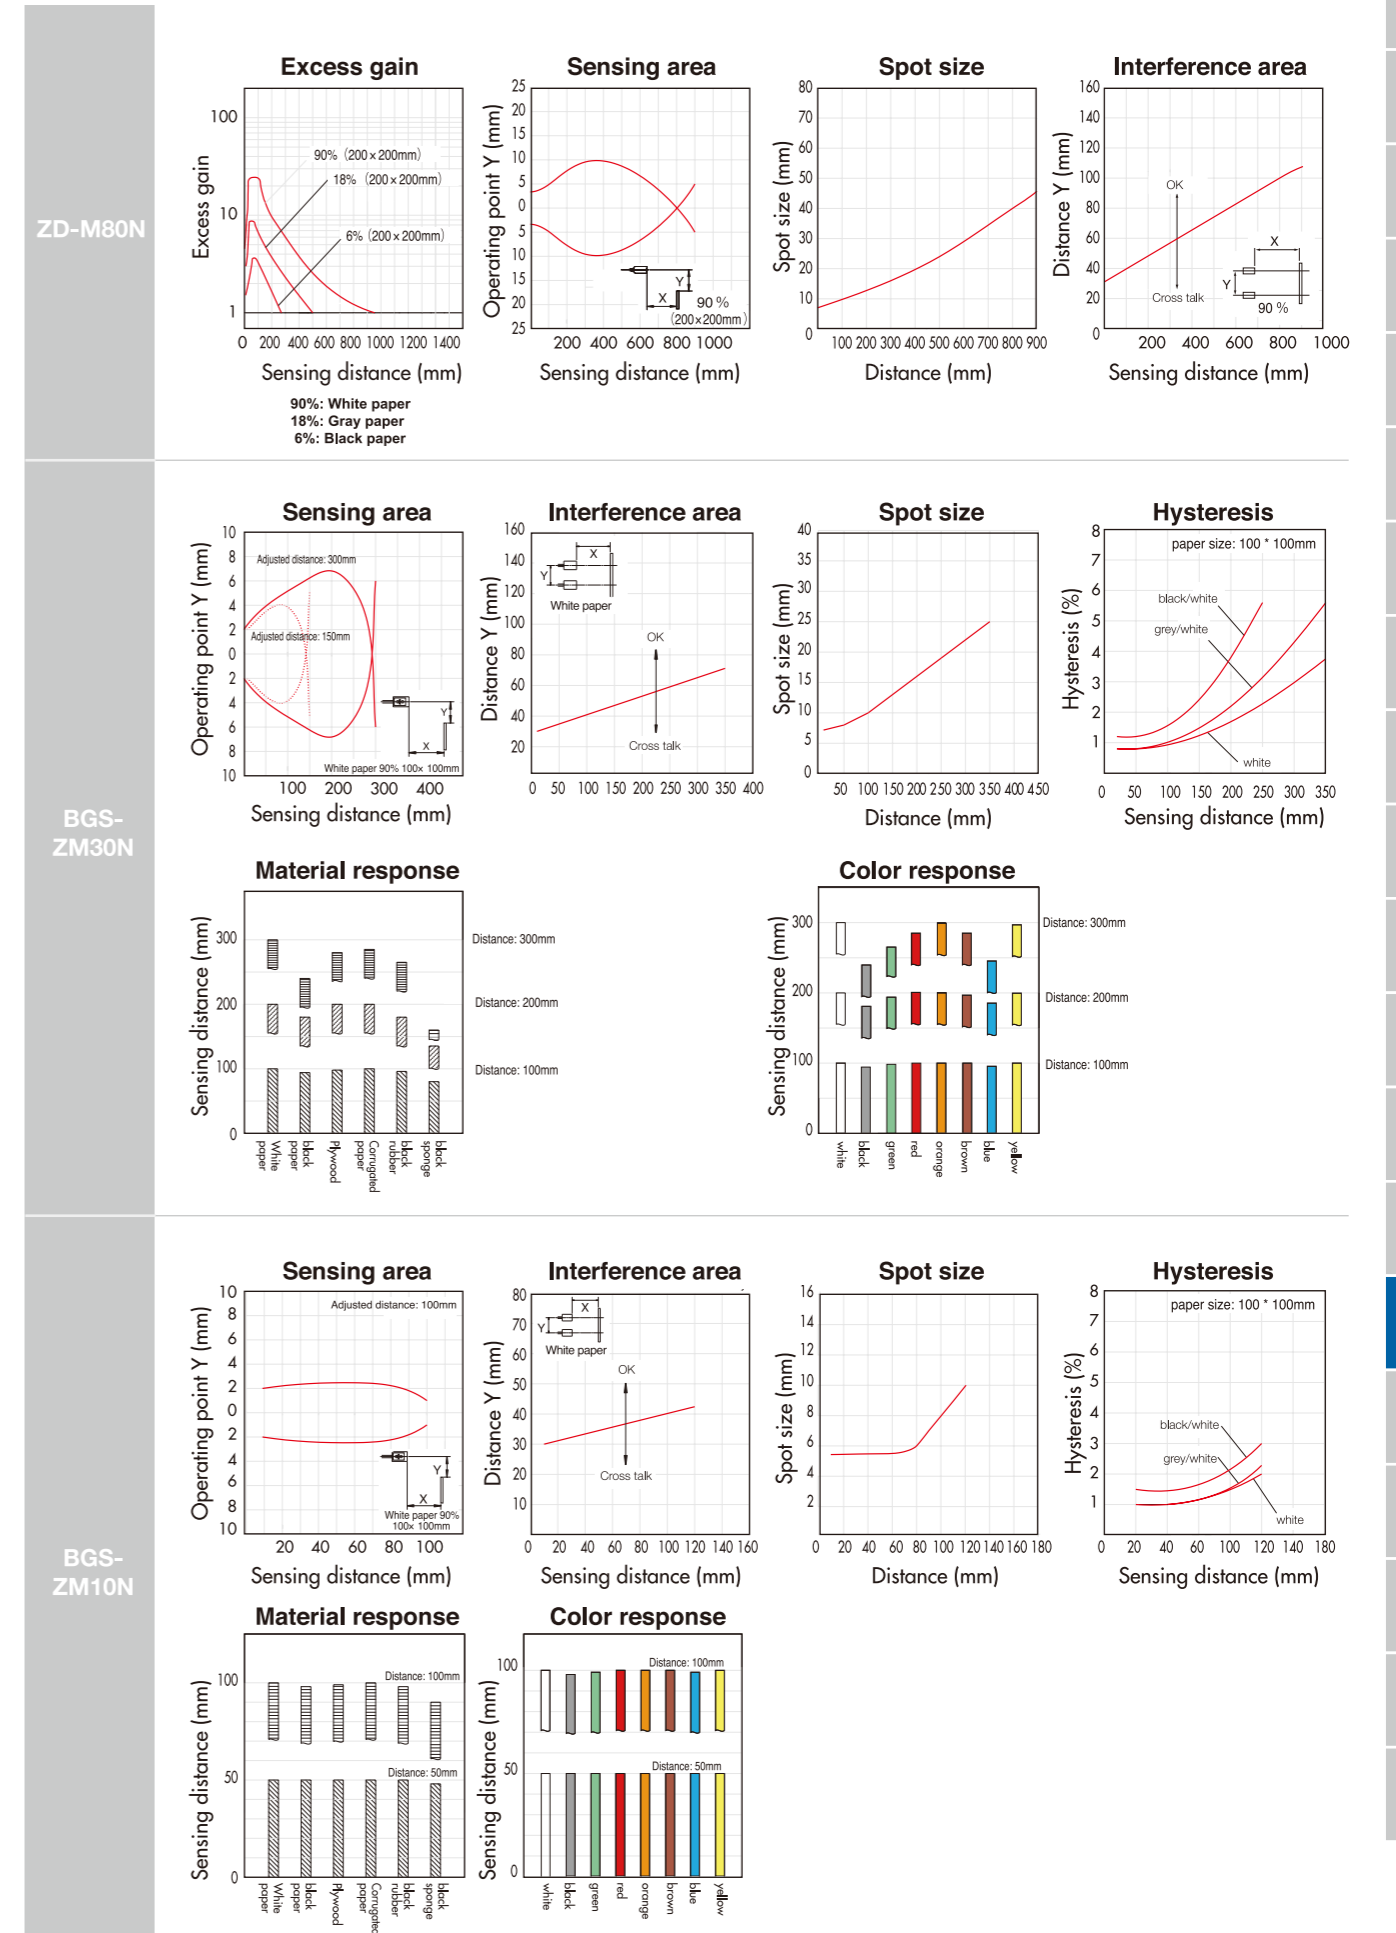 ZD-M80N
Excess gain
Excess gain
100
10
1
90% (200×200mm)
18% (200×200mm)
6% (200×200mm)
0 200 400 600 800 1000 1200 1400
Sensing distance (mm)
90%: White paper
18%: Gray paper
6%: Black paper
Sensing area
Operating point Y (mm)
25
20
15
10
5
0
5
10
15
20
25
Y
X
90 %
(200×200mm)
200 400 600 800 1000
Sensing distance (mm)
Spot size
Spot size (mm)
80
70
60
50
40
30
20
10
0
100 200 300 400 500 600 700 800 900
Distance (mm)
Interference area
Distance Y (mm)
160
140
120
100
80
60
40
20
0
OK
Cross talk
X
Y
90 %
200 400 600 800 1000
Sensing distance (mm)
BGS-
ZM30N
Sensing area
Operating point Y (mm)
10
8
6
4
2
0
2
4
6
8
10
Adjusted distance: 300mm
Adjusted distance: 150mm
Y
X
White paper 90% 100× 100mm
100 200 300 400
Sensing distance (mm)
Interference area
Distance Y (mm)
160
140
120
100
80
60
40
20
X
Y
White paper
OK
Cross talk
0 50 100 150 200 250 300 350 400
Sensing distance (mm)
Spot size
Spot size (mm)
40
35
30
25
20
15
10
5
0
50 100 150 200 250 300 350 400 450
Distance (mm)
Hysteresis
Hysteresis (%)
8
7
6
5
4
3
2
1
paper size: 100 * 100mm
black/white
grey/white
white
0 50 100 150 200 250 300 350
Sensing distance (mm)
Material response
Sensing distance (mm)
300
200
100
0
Distance: 300mm
Distance: 200mm
Distance: 100mm
White
paper
black
paper
Plywood
Corrugated
paper
black
rubber
black
sponge
Color response
Sensing distance (mm)
300
200
100
0
Distance: 300mm
Distance: 200mm
Distance: 100mm
white
black
green
red
orange
brown
blue
yellow
BGS-
ZM10N
Sensing area
Operating point Y (mm)
10
8
6
4
2
0
2
4
6
8
10
Adjusted distance: 100mm
Y
X
White paper 90%
100× 100mm
20 40 60 80 100
Sensing distance (mm)
Interference area
Distance Y (mm)
80
70
60
50
40
30
20
10
X
Y
White paper
OK
Cross talk
0 20 40 60 80 100 120 140 160
Sensing distance (mm)
Spot size
Spot size (mm)
16
14
12
10
8
6
4
2
0 20 40 60 80 100 120 140 160 180
Distance (mm)
Hysteresis
Hysteresis (%)
8
7
6
5
4
3
2
1
paper size: 100 * 100mm
black/white
grey/white
white
0 20 40 60 80 100 120 140 180
Sensing distance (mm)
Material response
Sensing distance (mm)
100
50
0
Distance: 100mm
Distance: 50mm
White
paper
black
paper
Plywood
Corrugated
paper
black
rubber
black
sponge
Color response
Sensing distance (mm)
100
50
0
Distance: 100mm
Distance: 50mm
white
black
green
red
orange
brown
blue
yellow